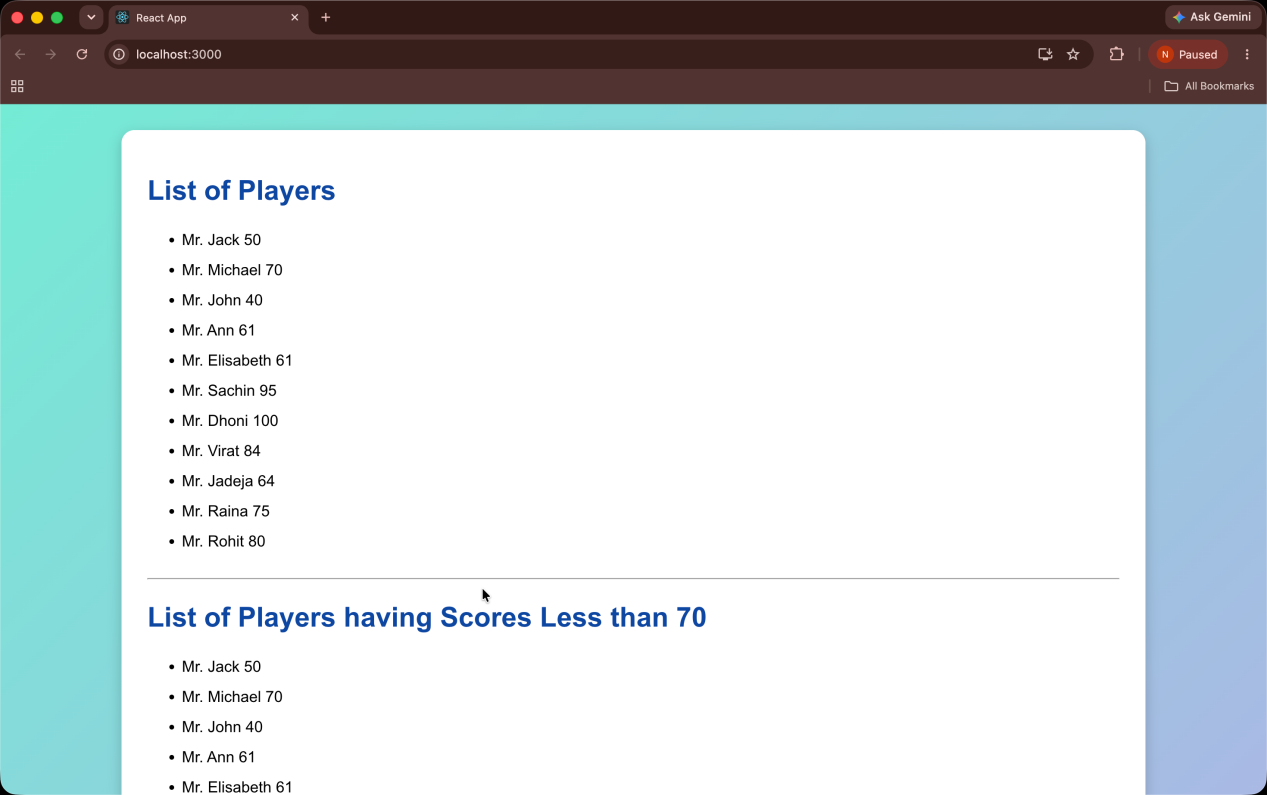 React App
Ask Gemini
localhost:3000
N Paused
All Bookmarks
List of Players
• Mr. Jack 50
• Mr. Michael 70
• Mr. John 40
• Mr. Ann 61
• Mr. Elisabeth 61
• Mr. Sachin 95
• Mr. Dhoni 100
• Mr. Virat 84
• Mr. Jadeja 64
• Mr. Raina 75
• Mr. Rohit 80
List of Players having Scores Less than 70
• Mr. Jack 50
• Mr. Michael 70
• Mr. John 40
• Mr. Ann 61
• Mr. Elisabeth 61